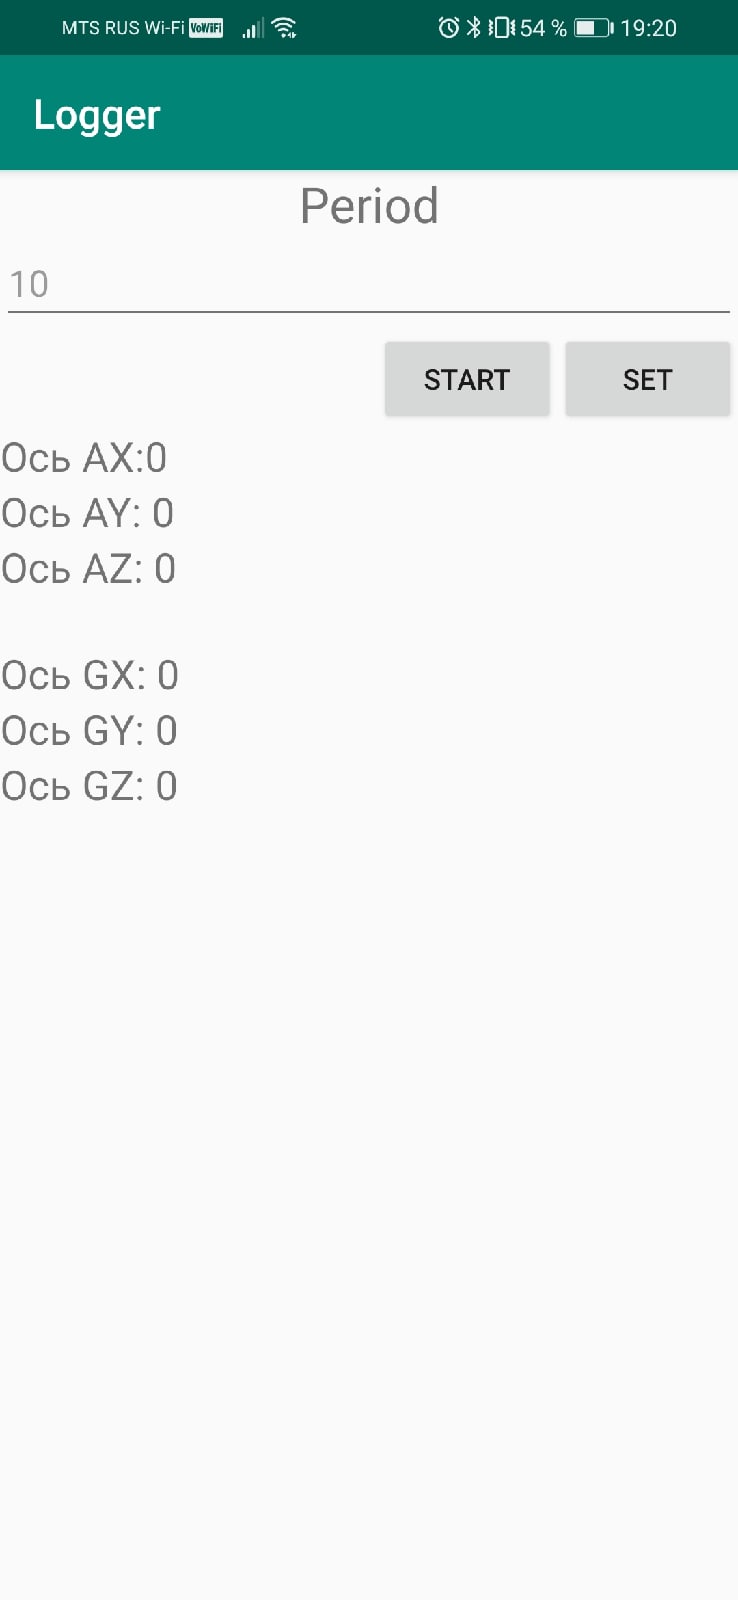 MTS RUS Wi-Fi VoWiFi 54 % 19:20
Logger
Period
10
START SET
Ось AX:0
Ось AY: 0
Ось AZ: 0
Ось GX: 0
Ось GY: 0
Ось GZ: 0